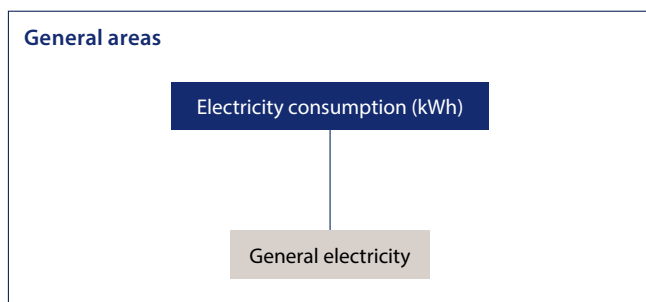 General areas
Electricity consumption (kWh)
General electricity